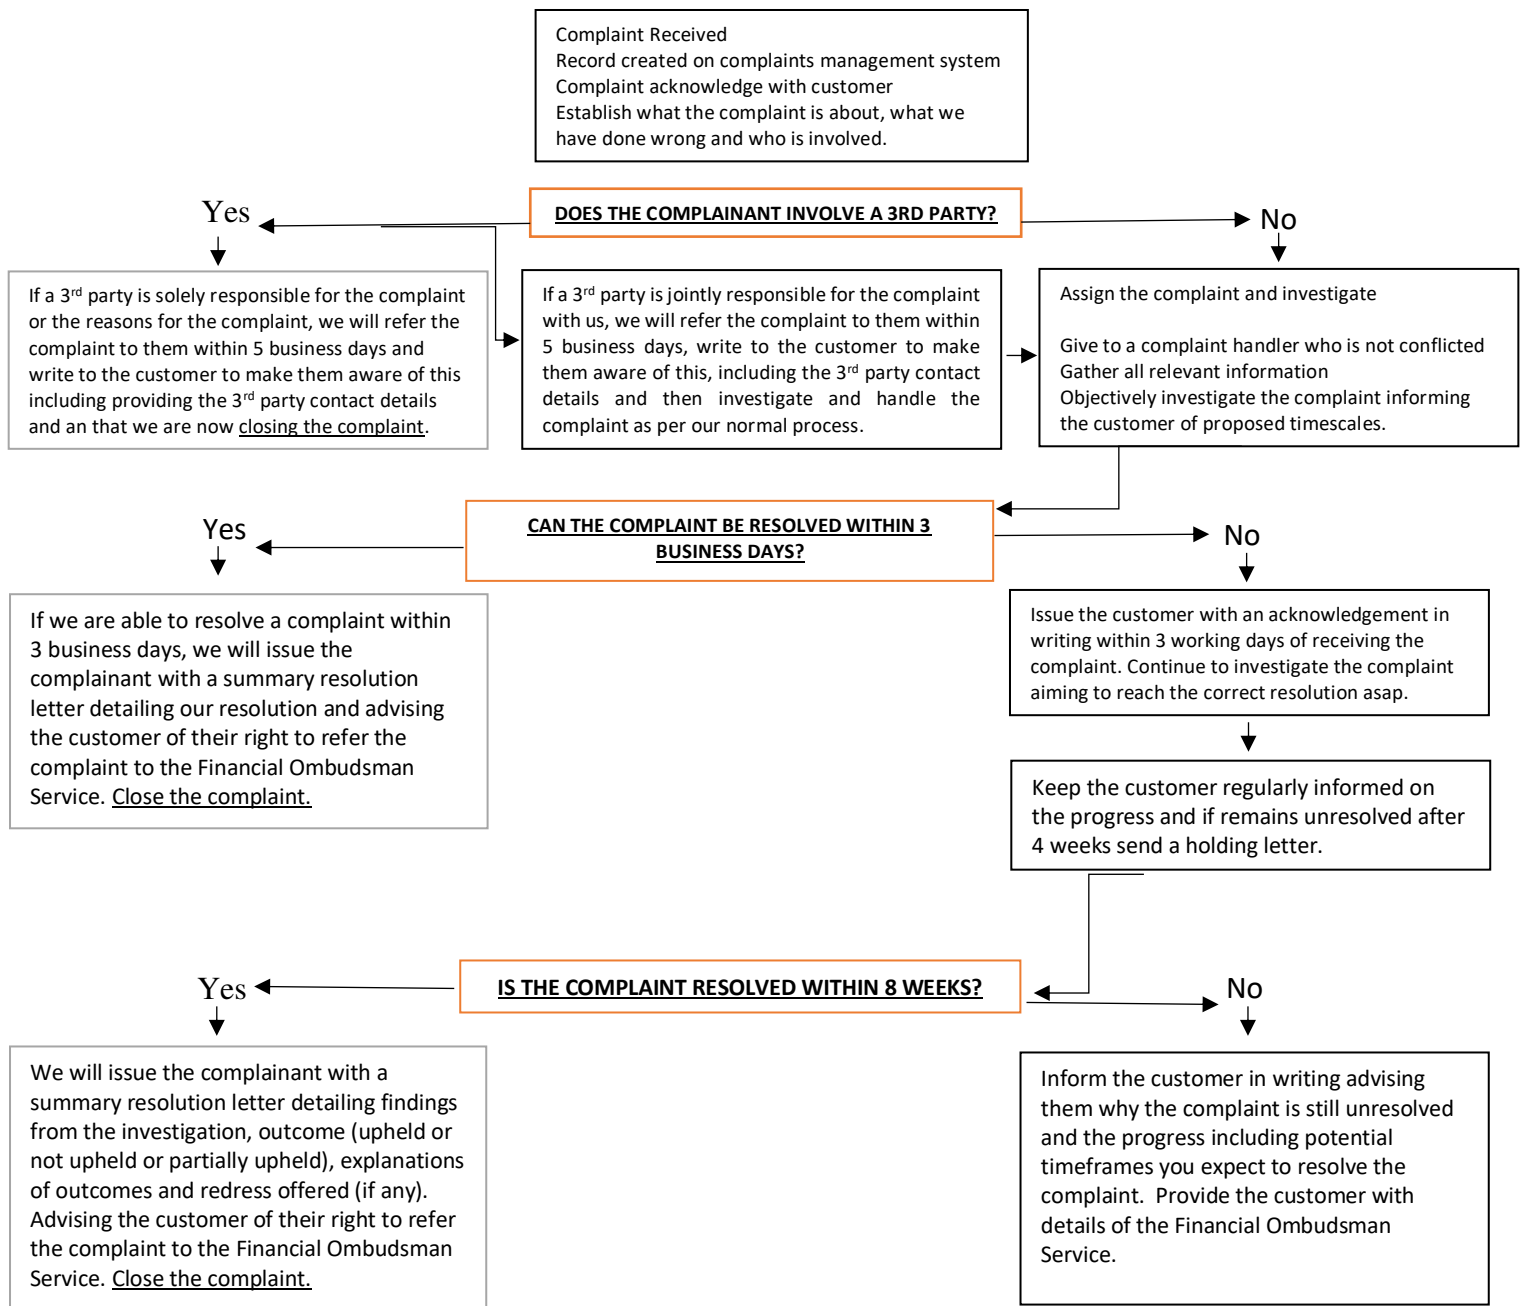 Complaint Received
Record created on complaints management system
Complaint acknowledge with customer
Establish what the complaint is about, what we
have done wrong and who is involved.
DOES THE COMPLAINANT INVOLVE A 3RD PARTY?
Yes
No
If a 3rd party is solely responsible for the complaint
or the reasons for the complaint, we will refer the
complaint to them within 5 business days and
write to the customer to make them aware of this
including providing the 3rd party contact details
and an that we are now closing the complaint.
If a 3rd party is jointly responsible for the complaint
with us, we will refer the complaint to them within
5 business days, write to the customer to make
them aware of this, including the 3rd party contact
details and then investigate and handle the
complaint as per our normal process.
Assign the complaint and investigate
Give to a complaint handler who is not conflicted
Gather all relevant information
Objectively investigate the complaint informing
the customer of proposed timescales.
CAN THE COMPLAINT BE RESOLVED WITHIN 3
BUSINESS DAYS?
Yes
No
If we are able to resolve a complaint within
3 business days, we will issue the
complainant with a summary resolution
letter detailing our resolution and advising
the customer of their right to refer the
complaint to the Financial Ombudsman
Service. Close the complaint.
Issue the customer with an acknowledgement in
writing within 3 working days of receiving the
complaint. Continue to investigate the complaint
aiming to reach the correct resolution asap.
Keep the customer regularly informed on
the progress and if remains unresolved after
4 weeks send a holding letter.
IS THE COMPLAINT RESOLVED WITHIN 8 WEEKS?
Yes
No
We will issue the complainant with a
summary resolution letter detailing findings
from the investigation, outcome (upheld or
not upheld or partially upheld), explanations
of outcomes and redress offered (if any).
Advising the customer of their right to refer
the complaint to the Financial Ombudsman
Service. Close the complaint.
Inform the customer in writing advising
them why the complaint is still unresolved
and the progress including potential
timeframes you expect to resolve the
complaint.  Provide the customer with
details of the Financial Ombudsman
Service.